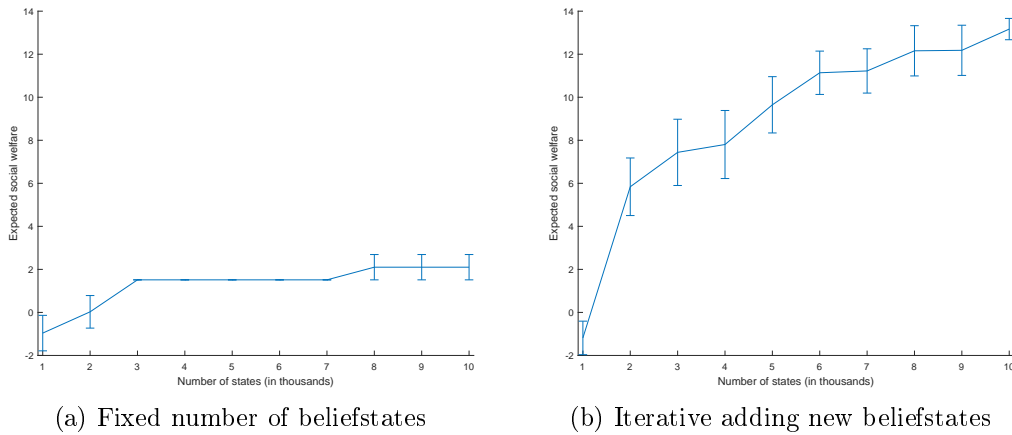 14
12
10
8
6
4
2
0
-2
Expected social welfare
1 2 3 4 5 6 7 8 9 10
Number of states (in thousands)
(a) Fixed number of beliefstates
14
12
10
8
6
4
2
0
-2
Expected social welfare
1 2 3 4 5 6 7 8 9 10
Number of states (in thousands)
(b) Iterative adding new beliefstates